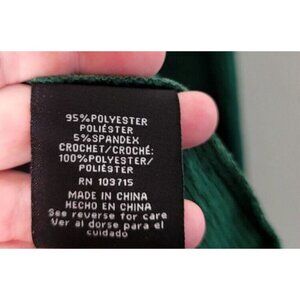 95%POLYESTER
POLIÉSTER
5%SPANDEX
CROCHET/CROCHÉ:
100%POLYESTER/
POLIÉSTER
RN 103715
MADE IN CHINA
HECHO EN CHINA
See reverse for care
Ver al dorse para el
cuidado